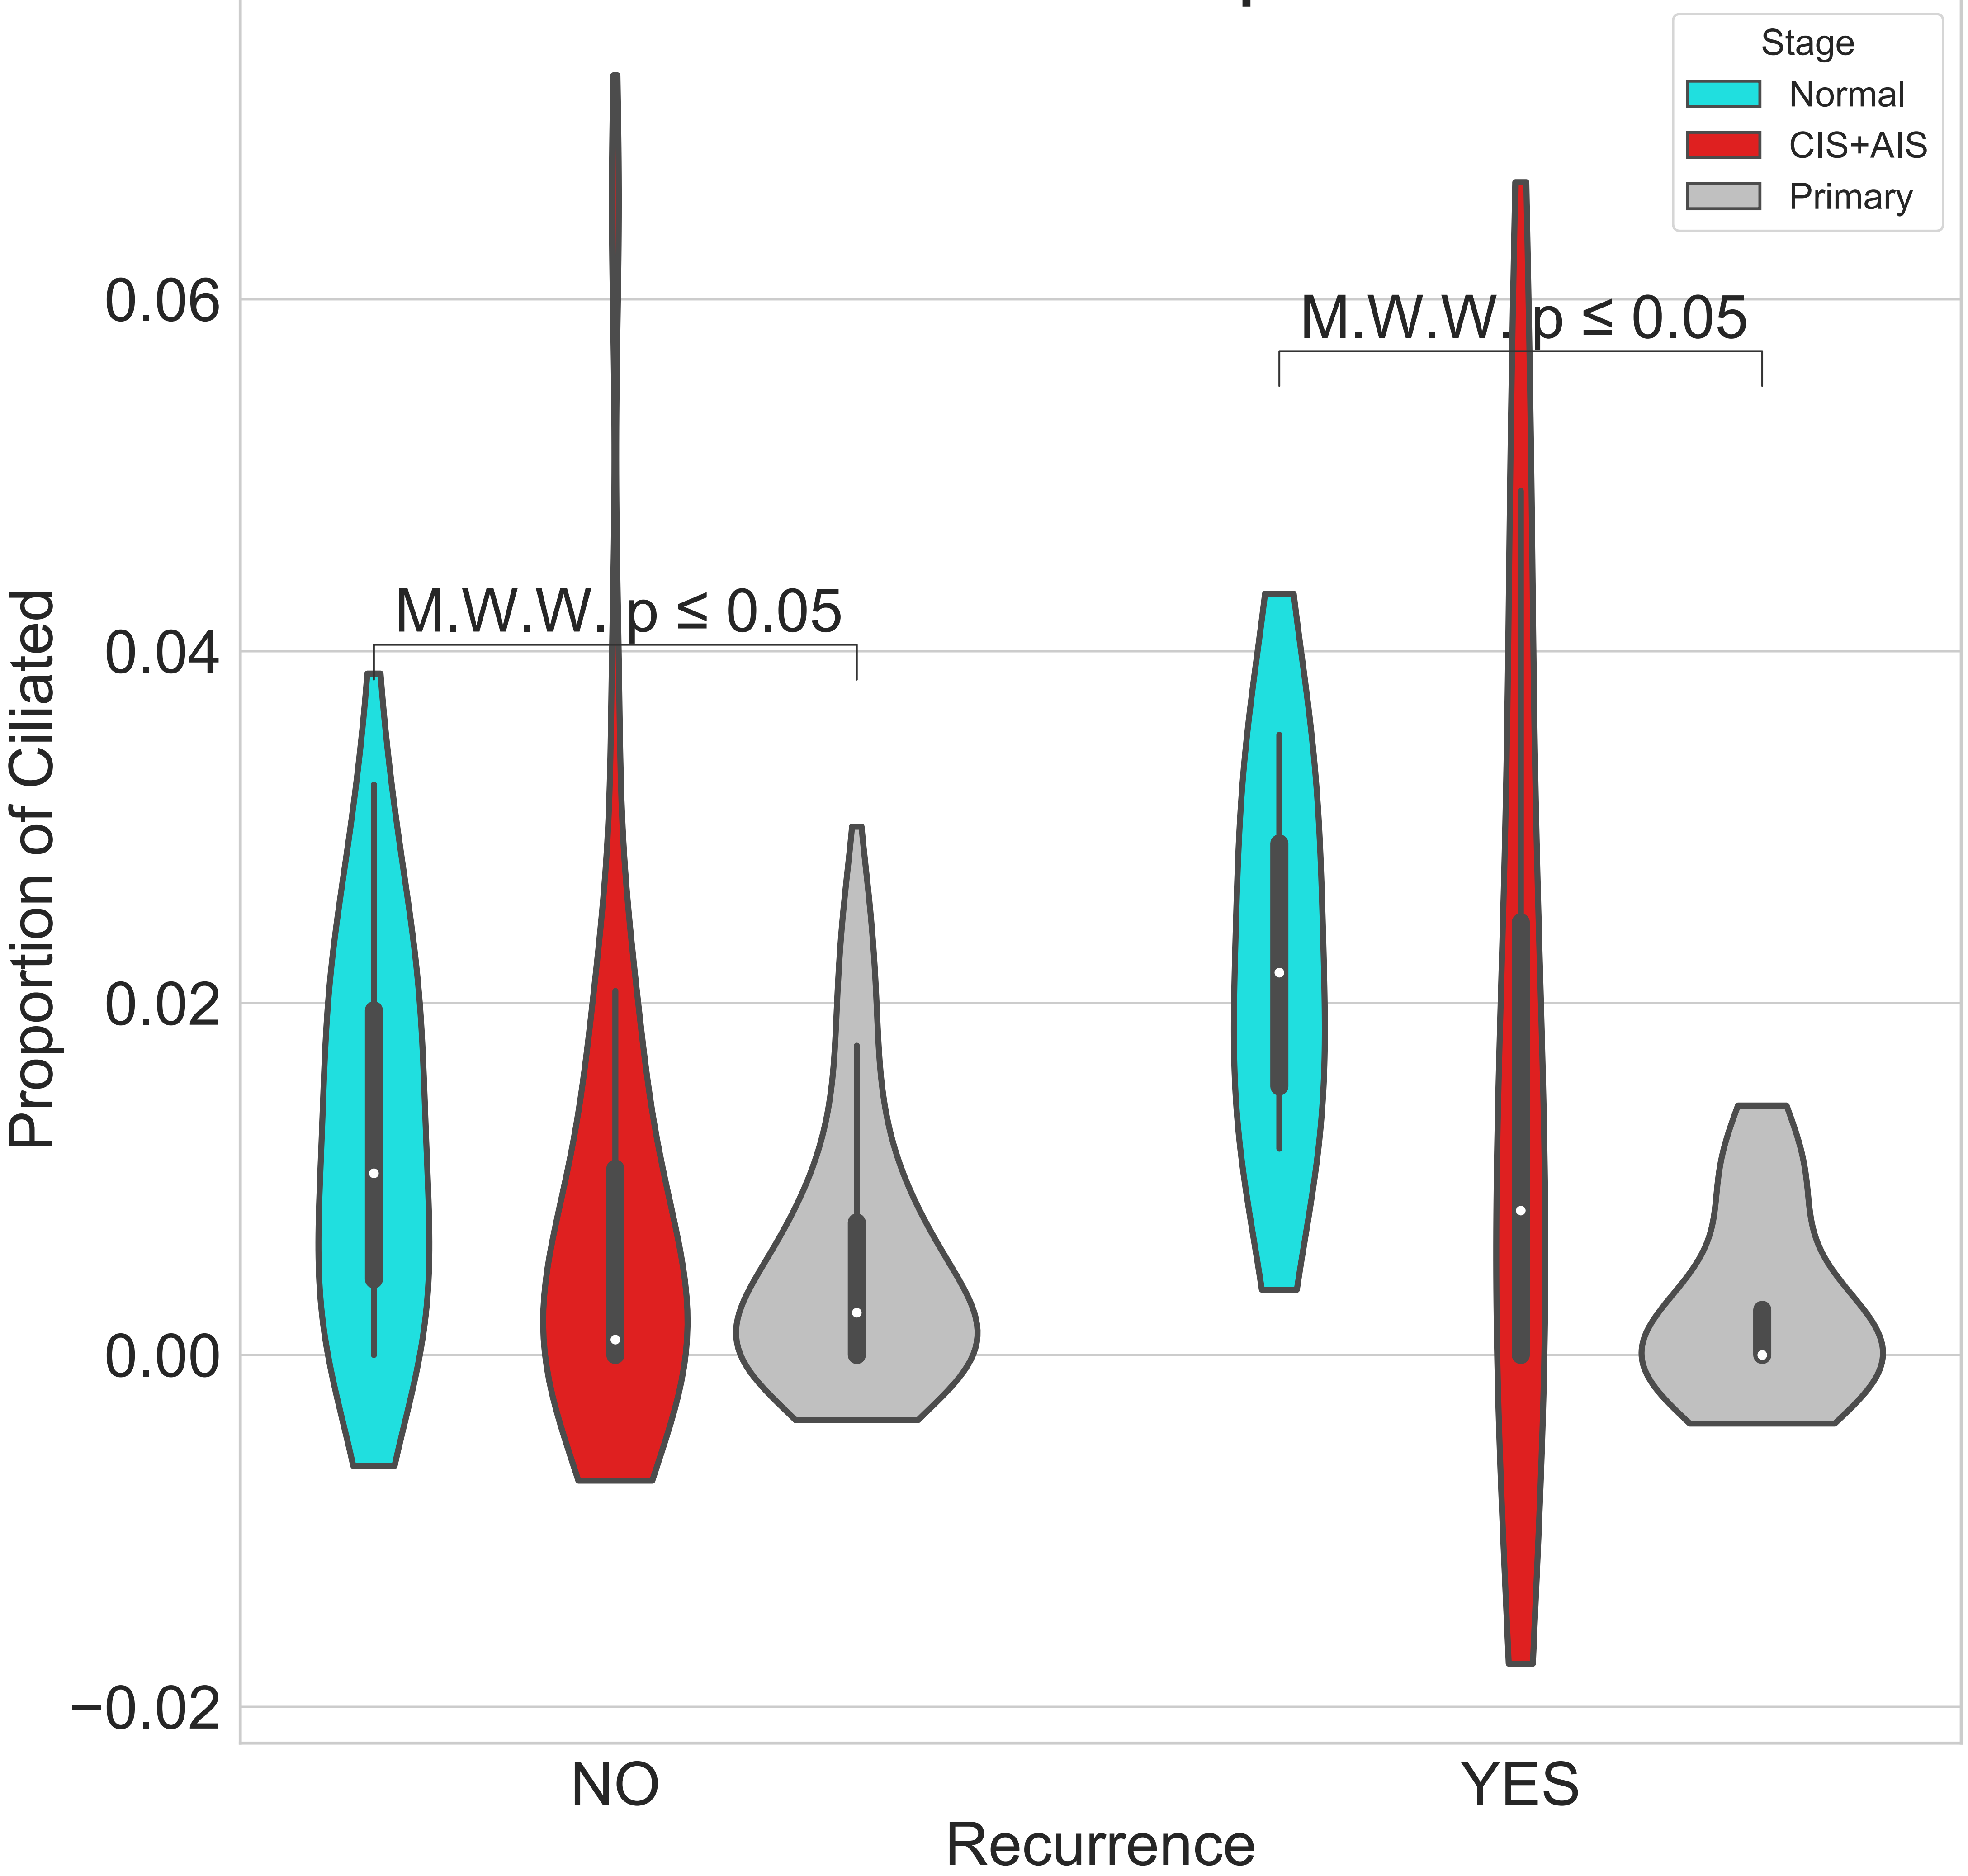 Stage
Normal
CIS+AIS
Primary
0.06
M.W.W. p ≤ 0.05
M.W.W. p ≤ 0.05
0.04
0.02
0.00
−0.02
Proportion of Ciliated
NO
YES
Recurrence